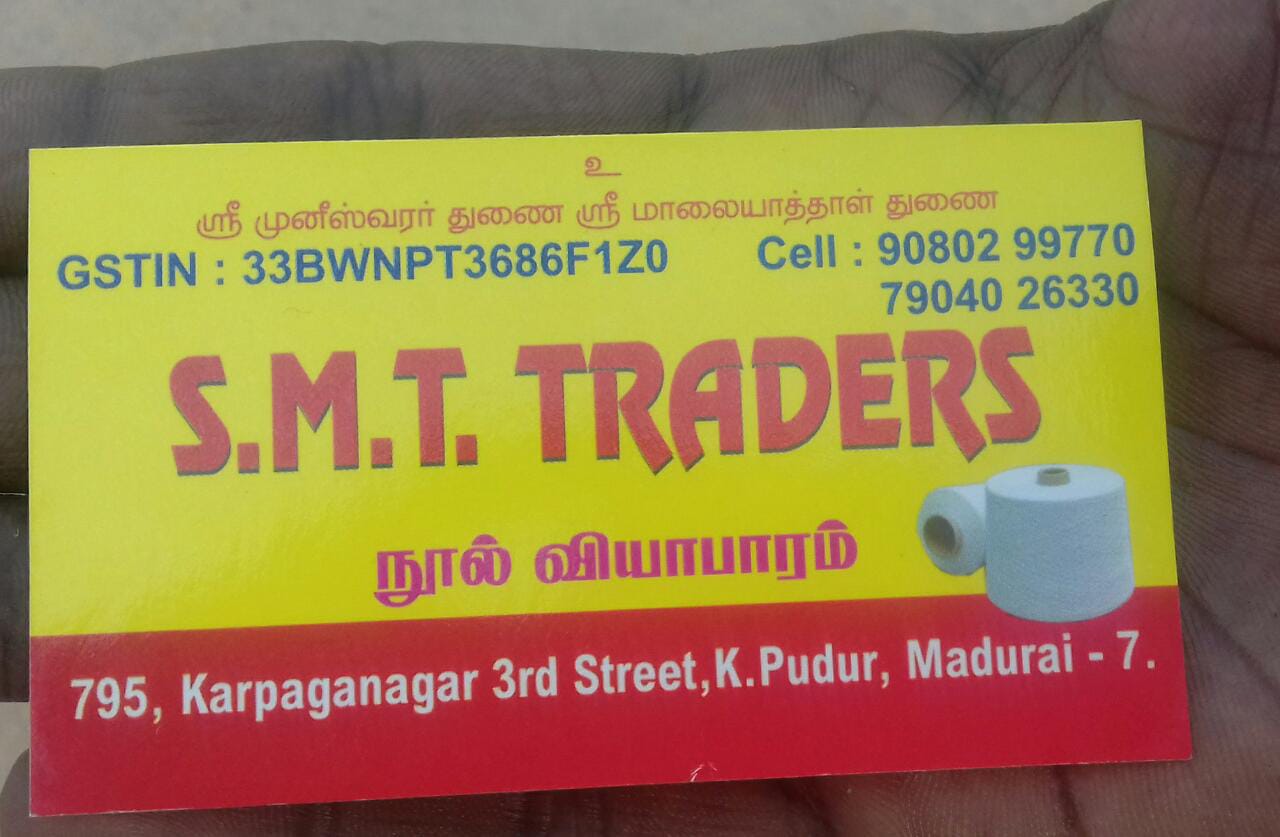 உ
ஸ்ரீ முனீஸ்வரர் துணை ஸ்ரீ மாலையாத்தாள் துணை
GSTIN : 33BWNPT3686F1Z0 Cell : 90802 99770
79040 26330
S.M.T. TRADERS
நூல் வியாபாரம்
795, Karpaganagar 3rd Street,K.Pudur, Madurai - 7.